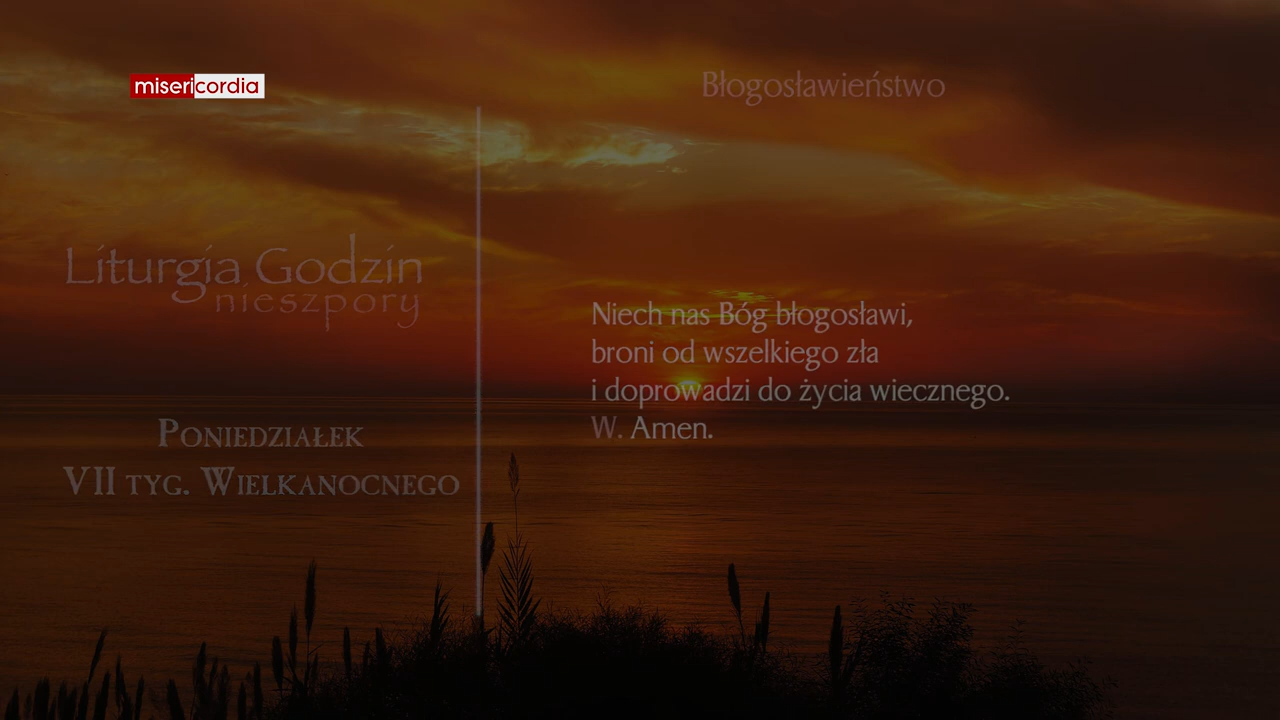 misericordia
Błogosławieństwo
Liturgia Godzin
nieszpory
Niech nas Bóg błogosławi,
broni od wszelkiego zła
i doprowadzi do życia wiecznego.
W. Amen.
Poniedziałek
VII tyg. Wielkanocnego